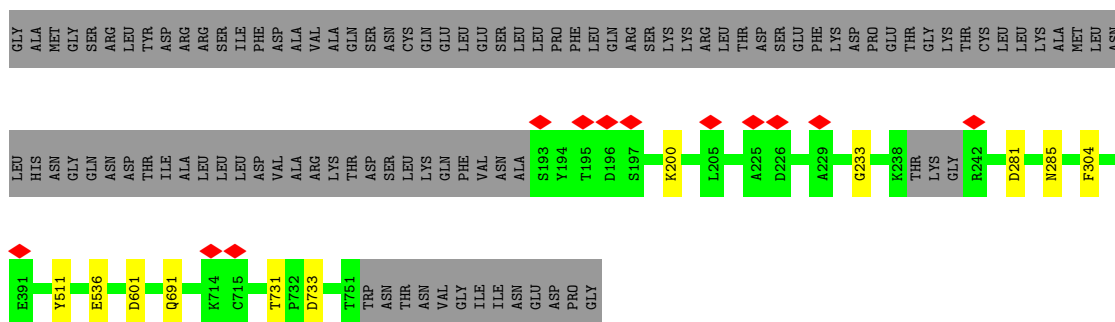 GLY ALA MET GLY SER ARG LEU TYR ASP ARG ARG SER ILE PHE ASP ALA VAL ALA GLN SER ASN CYS GLN GLU LEU GLU SER LEU LEU PRO PHE LEU GLN ARG SER LYS LYS ARG LEU THR ASP SER GLU PHE LYS ASP PRO GLU THR GLY LYS THR CYS LEU LEU LYS ALA MET LEU ASN
LEU HIS ASN GLY GLN ASN ASP THR ILE ALA LEU LEU LEU ASP VAL ALA ARG LYS THR ASP SER LEU LYS GLN PHE VAL ASN ALA S193 Y194 T195 D196 S197 K200 L205 A225 D226 A229 G233 K238 THR LYS GLY R242 D281 N285 F304
E391 Y511 E536 D601 Q691 K714 C715 T731 P732 D733 T751 TRP ASN THR ASN VAL GLY ILE ILE ASN GLU ASP PRO GLY